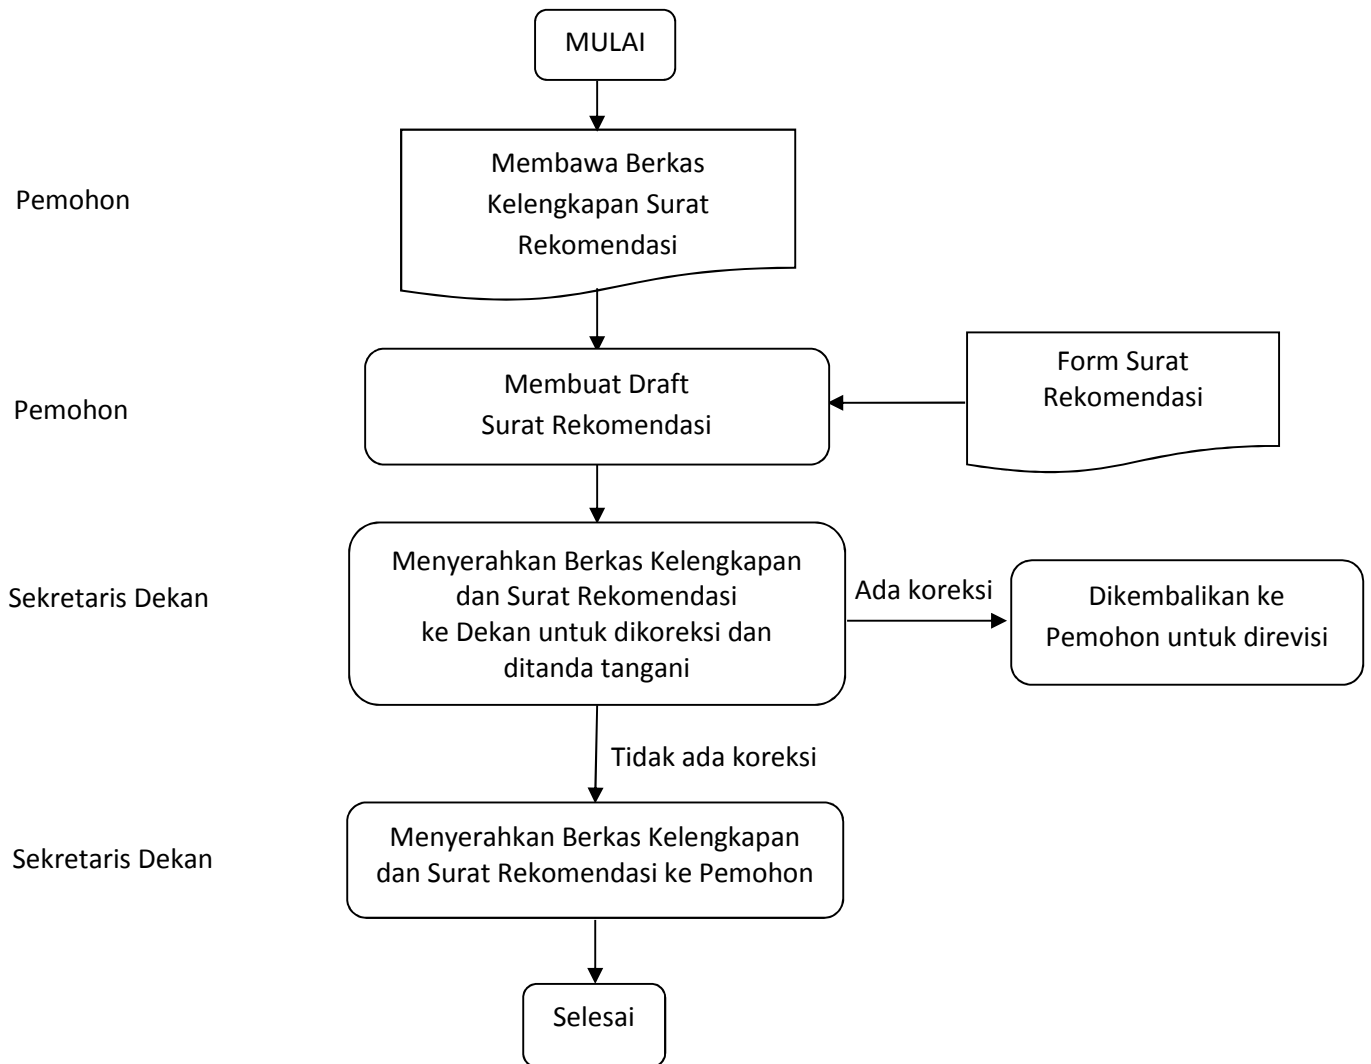 MULAI
Pemohon
Membawa Berkas
Kelengkapan Surat
Rekomendasi
Pemohon
Membuat Draft
Surat Rekomendasi
Form Surat
Rekomendasi
Sekretaris Dekan
Menyerahkan Berkas Kelengkapan
dan Surat Rekomendasi
ke Dekan untuk dikoreksi dan
ditanda tangani
Ada koreksi
Dikembalikan ke
Pemohon untuk direvisi
Tidak ada koreksi
Sekretaris Dekan
Menyerahkan Berkas Kelengkapan
dan Surat Rekomendasi ke Pemohon
Selesai